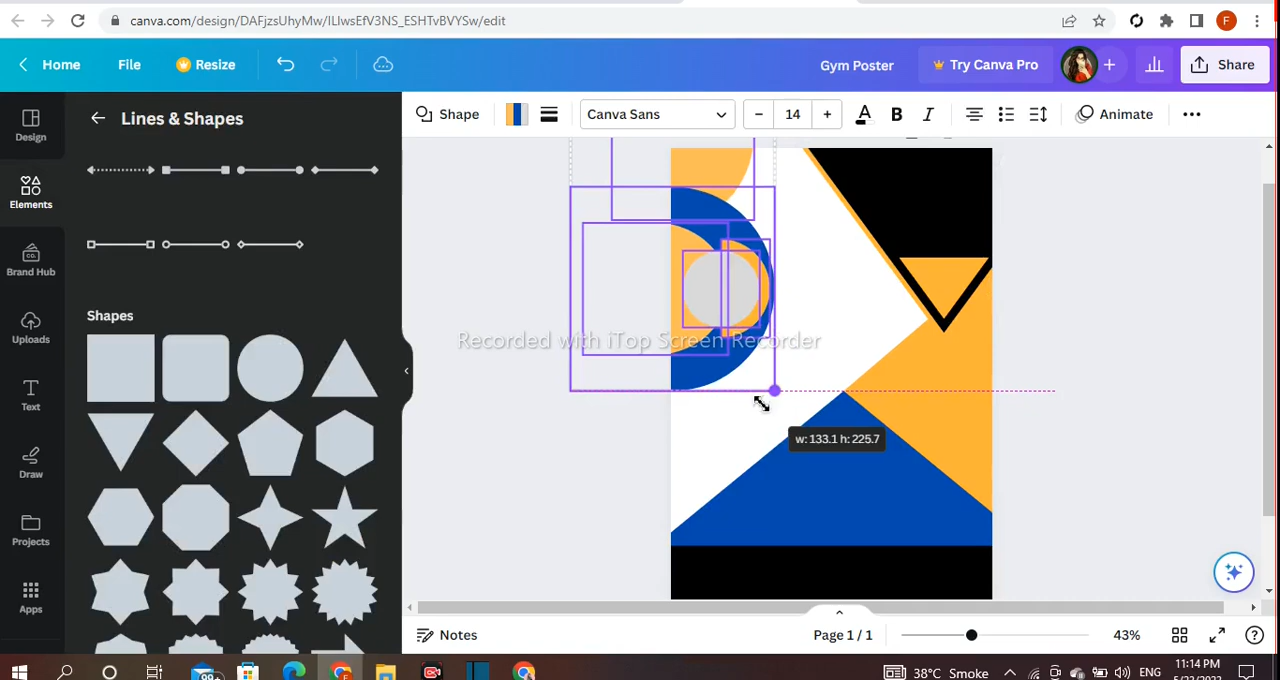 canva.com/design/DAFjzsUhyMw/lLlwsEfV3NS_ESHTvBVYSw/edit
F
Home
File
Resize
Gym Poster
Try Canva Pro
+
Share
Design
Elements
Brand Hub
Uploads
Text
Draw
Projects
Apps
Lines & Shapes
Shapes
Shape
Canva Sans
− 14 +
A
B
I
Animate
Recorded with iTop Screen Recorder
w: 133.1 h: 225.7
Notes
Page 1 / 1
43%
?
99+
38°C Smoke
ENG
11:14 PM